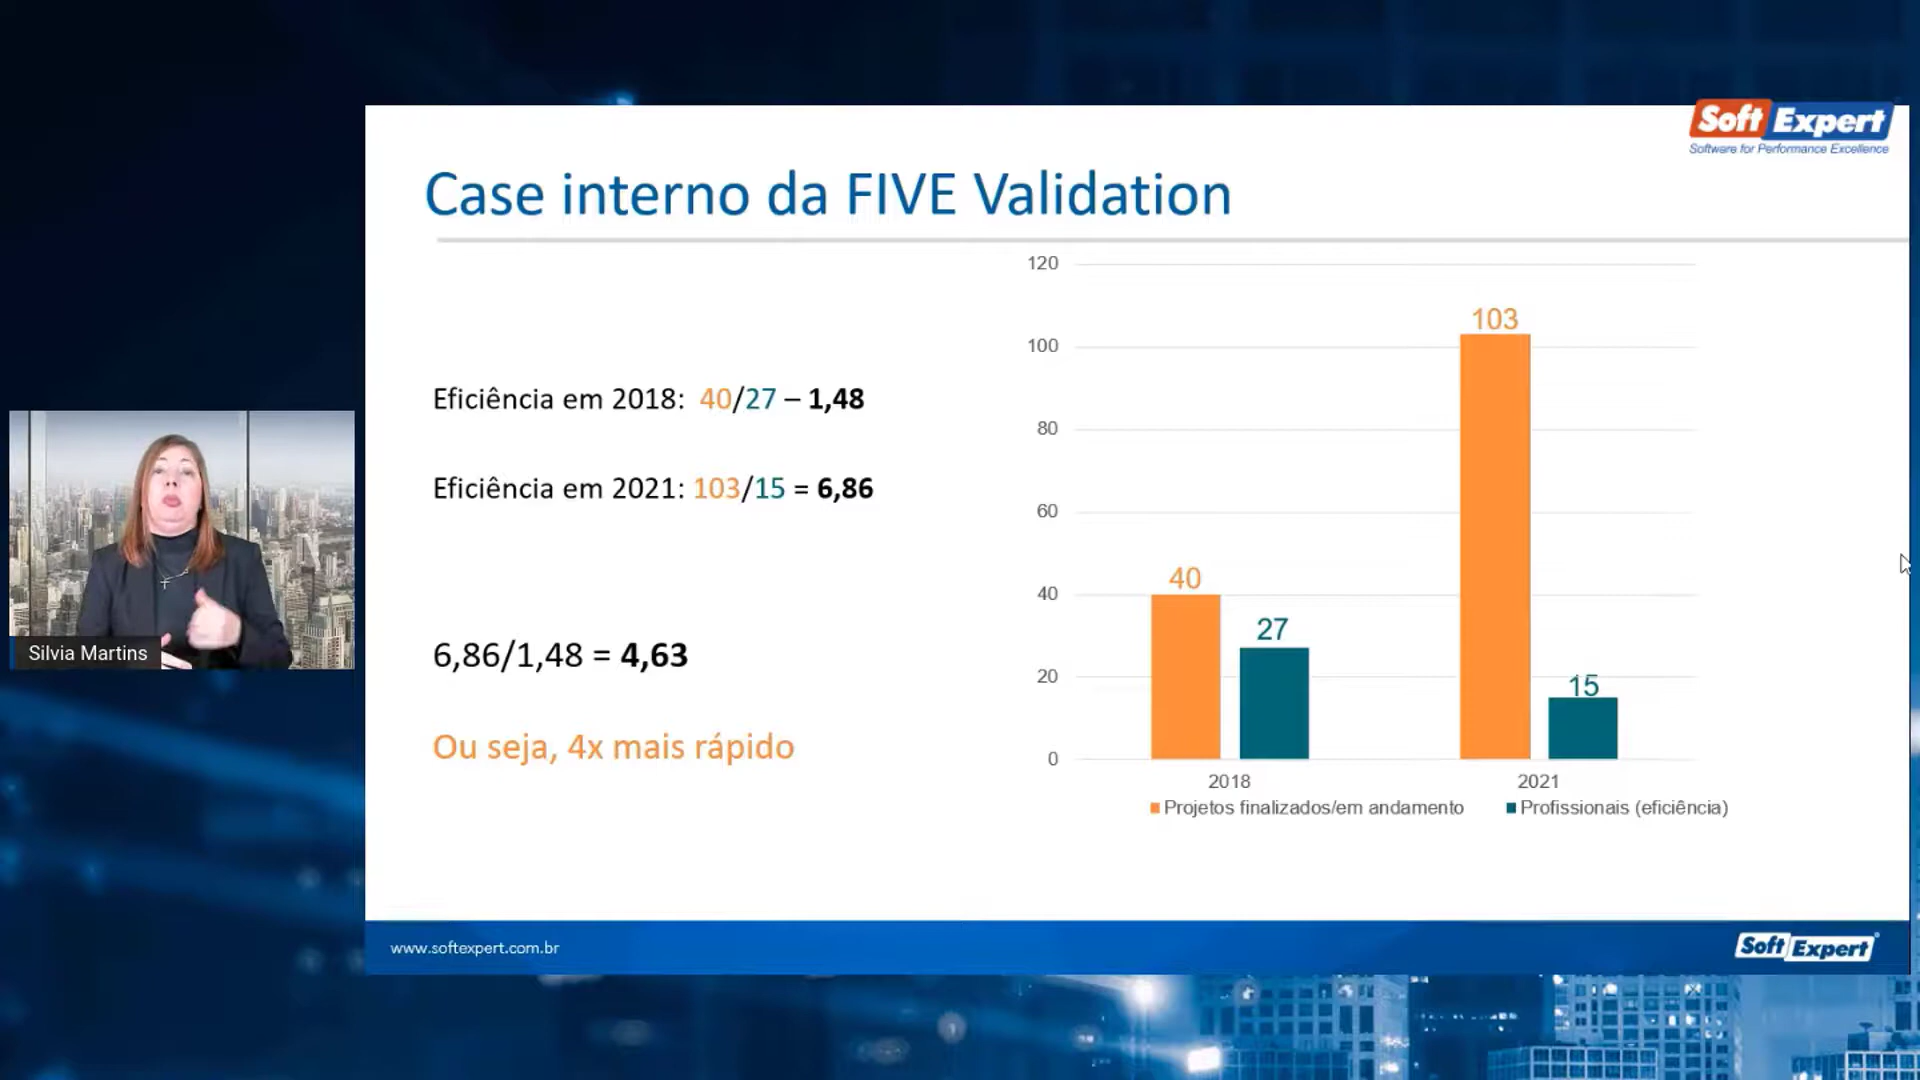 Soft Expert
Software for Performance Excellence
Case interno da FIVE Validation
Eficiência em 2018: 40/27 – 1,48
Eficiência em 2021: 103/15 = 6,86
6,86/1,48 = 4,63
Ou seja, 4x mais rápido
120
100
80
60
40
20
0
40
27
103
15
2018
2021
Projetos finalizados/em andamento
Profissionais (eficiência)
Silvia Martins
www.softexpert.com.br
Soft Expert